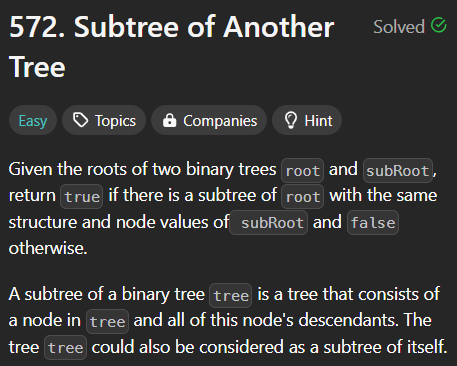 572. Subtree of Another Solved
Tree
Easy Topics Companies Hint
Given the roots of two binary trees root and subRoot,
return true if there is a subtree of root with the same
structure and node values of subRoot and false
otherwise.
A subtree of a binary tree tree is a tree that consists of
a node in tree and all of this node's descendants. The
tree tree could also be considered as a subtree of itself.